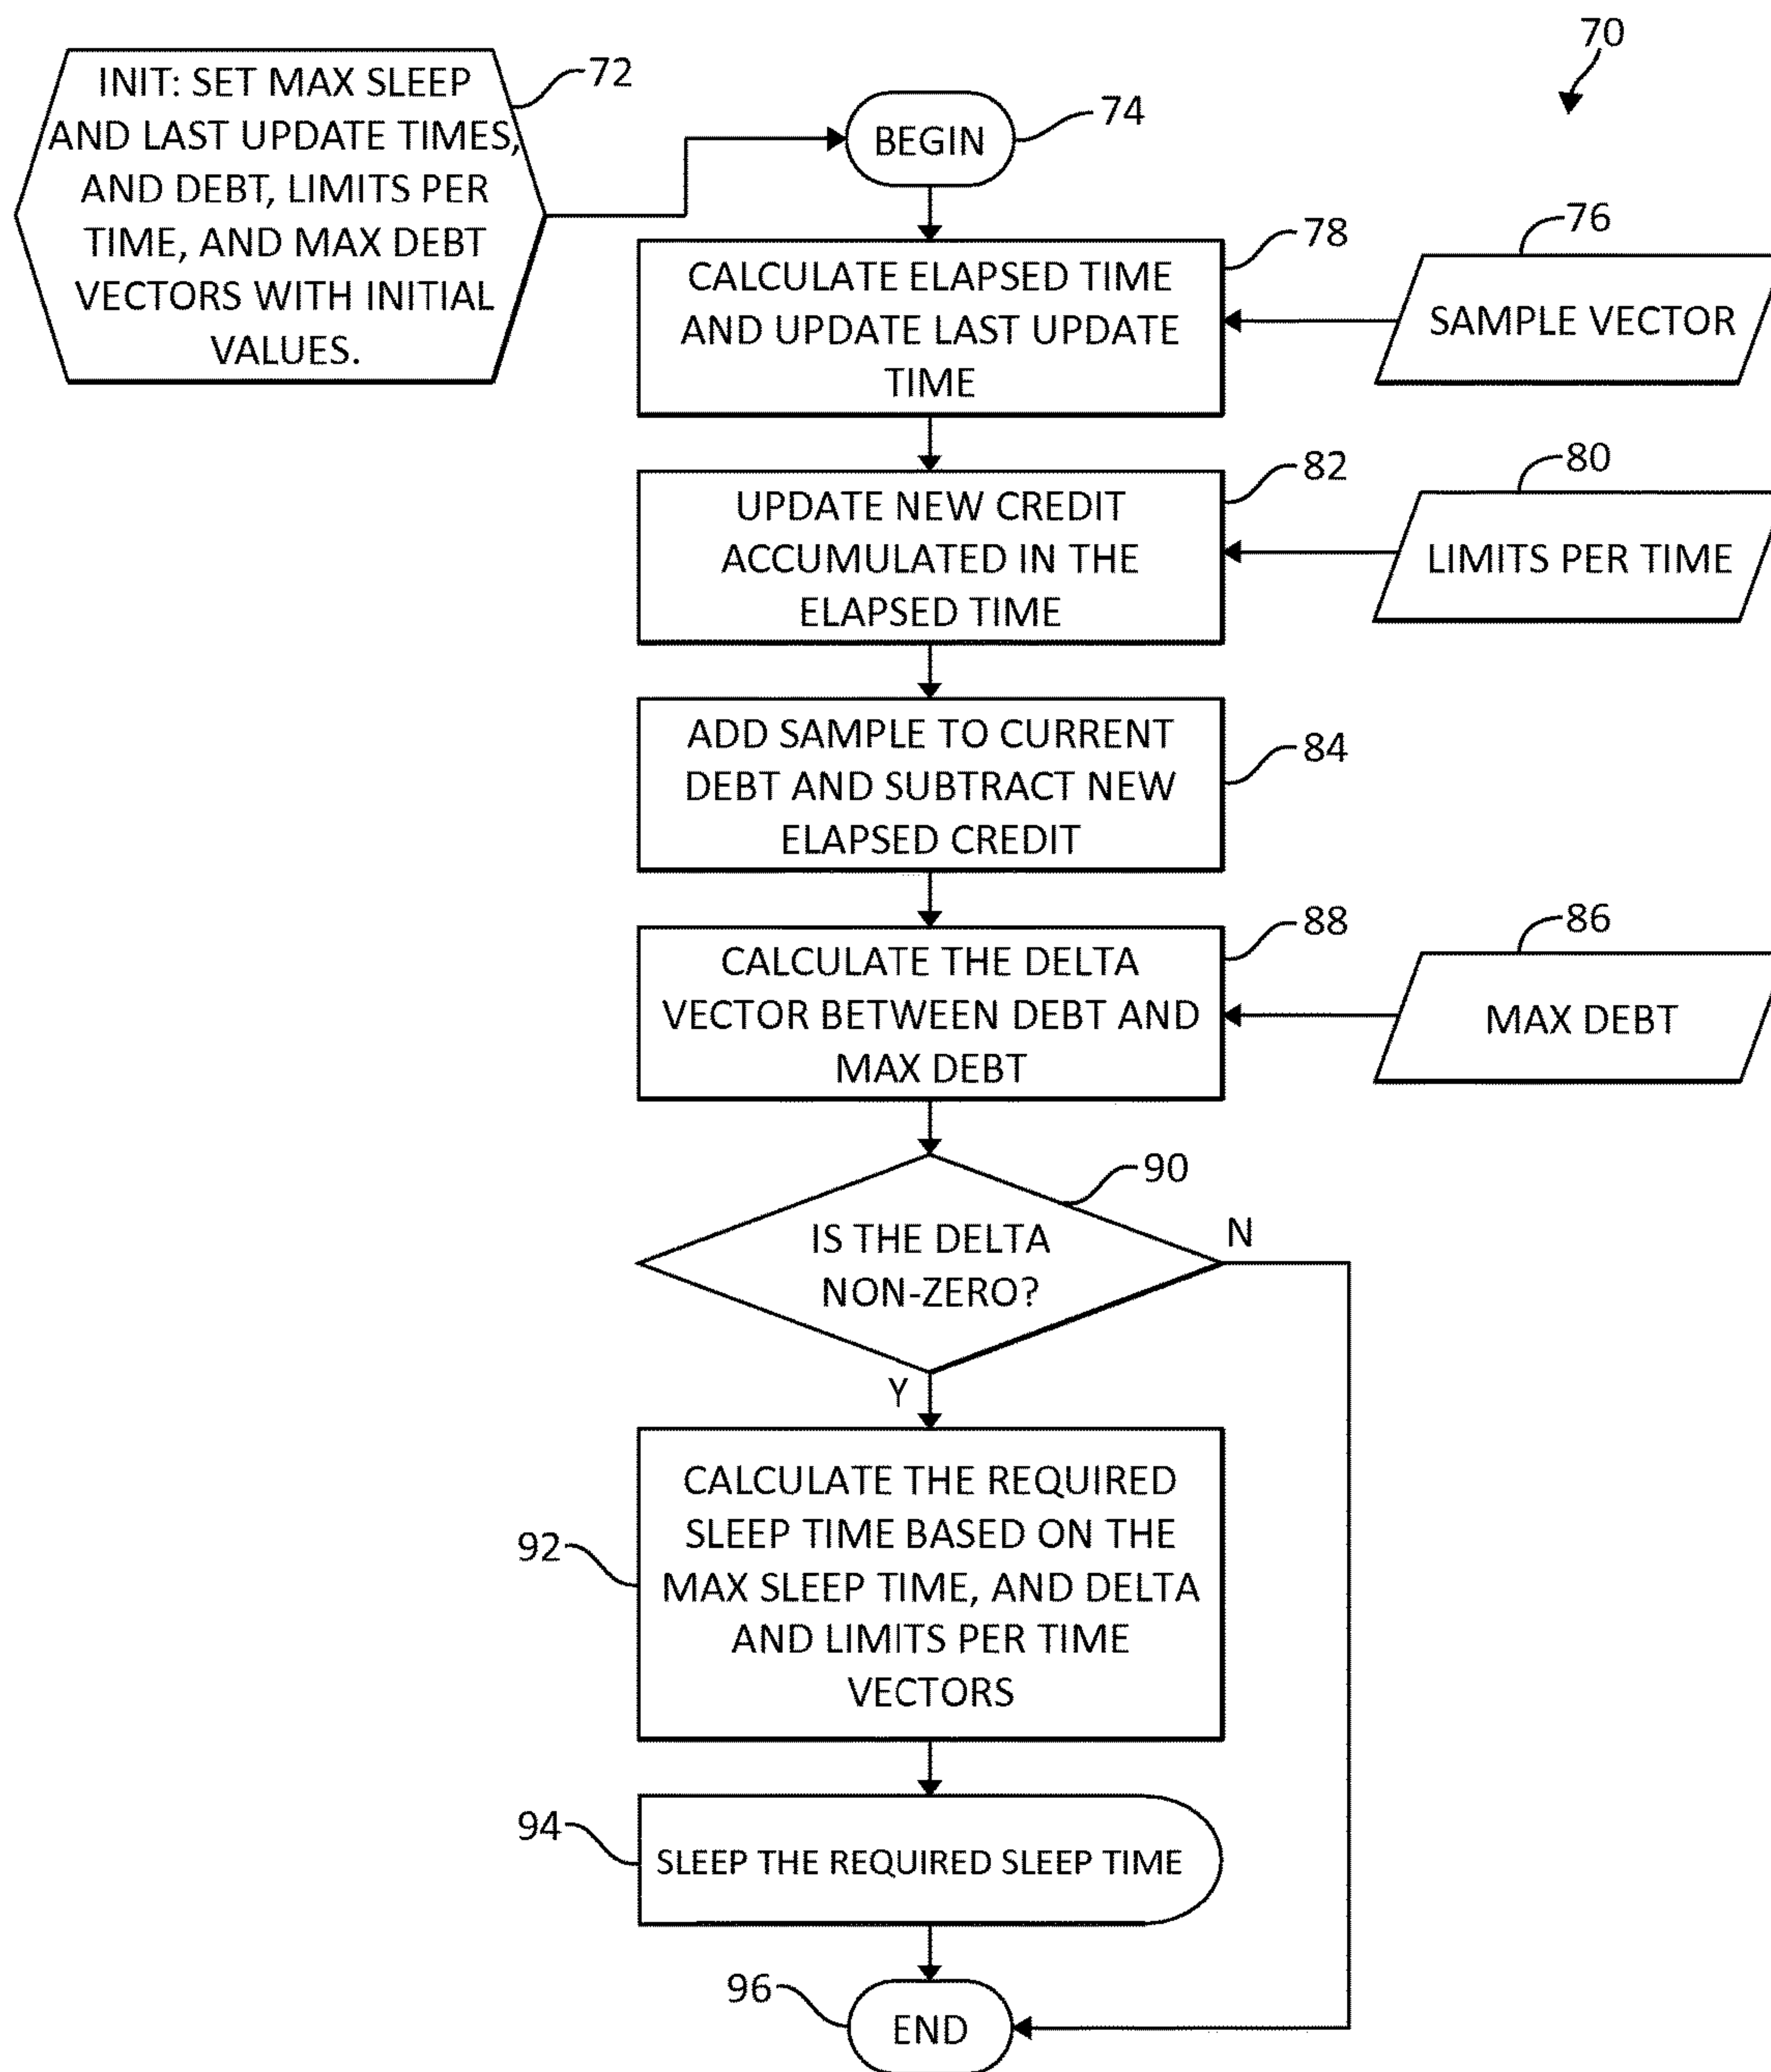 70
INIT: SET MAX SLEEP
AND LAST UPDATE TIMES,
AND DEBT, LIMITS PER
TIME, AND MAX DEBT
VECTORS WITH INITIAL
VALUES.
72
BEGIN
74
76
SAMPLE VECTOR
78
CALCULATE ELAPSED TIME
AND UPDATE LAST UPDATE
TIME
80
LIMITS PER TIME
82
UPDATE NEW CREDIT
ACCUMULATED IN THE
ELAPSED TIME
84
ADD SAMPLE TO CURRENT
DEBT AND SUBTRACT NEW
ELAPSED CREDIT
86
MAX DEBT
88
CALCULATE THE DELTA
VECTOR BETWEEN DEBT AND
MAX DEBT
90
IS THE DELTA
NON-ZERO?
N
Y
92
CALCULATE THE REQUIRED
SLEEP TIME BASED ON THE
MAX SLEEP TIME, AND DELTA
AND LIMITS PER TIME
VECTORS
94
SLEEP THE REQUIRED SLEEP TIME
96
END